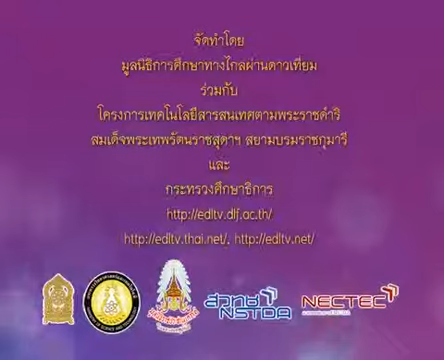 จัดทำโดย
มูลนิธิการศึกษาทางไกลผ่านดาวเทียม
ร่วมกับ
โครงการเทคโนโลยีสารสนเทศตามพระราชดำริ
สมเด็จพระเทพรัตนราชสุดาฯ สยามบรมราชกุมารี
และ
กระทรวงศึกษาธิการ
http://edltv.dlf.ac.th/
http://edltv.thai.net/, http://edltv.net/
สวทช
NSTDA
NECTEC